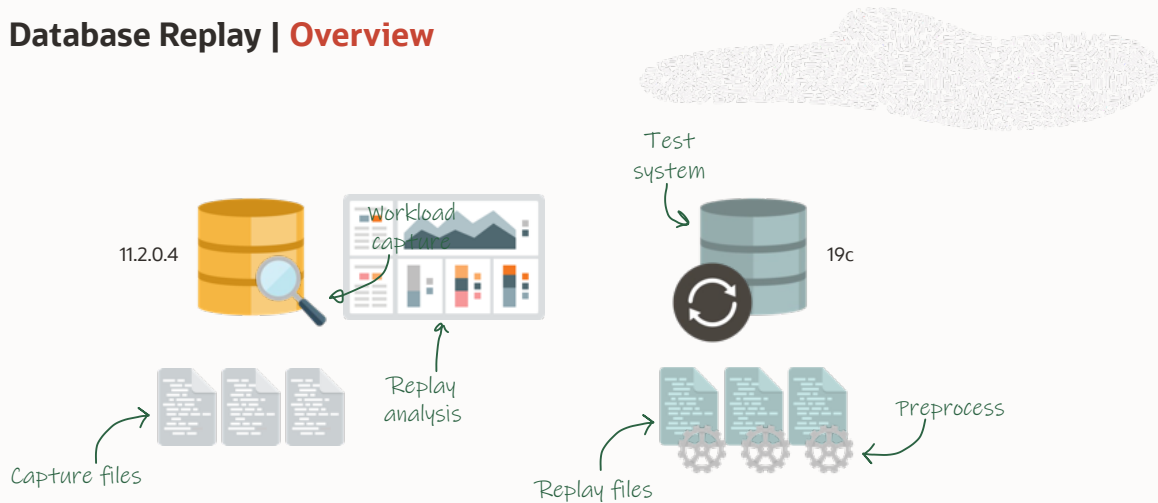 Database Replay | Overview
Test
system
Workload
capture
11.2.0.4
19c
Replay
analysis
Preprocess
Capture files
Replay files